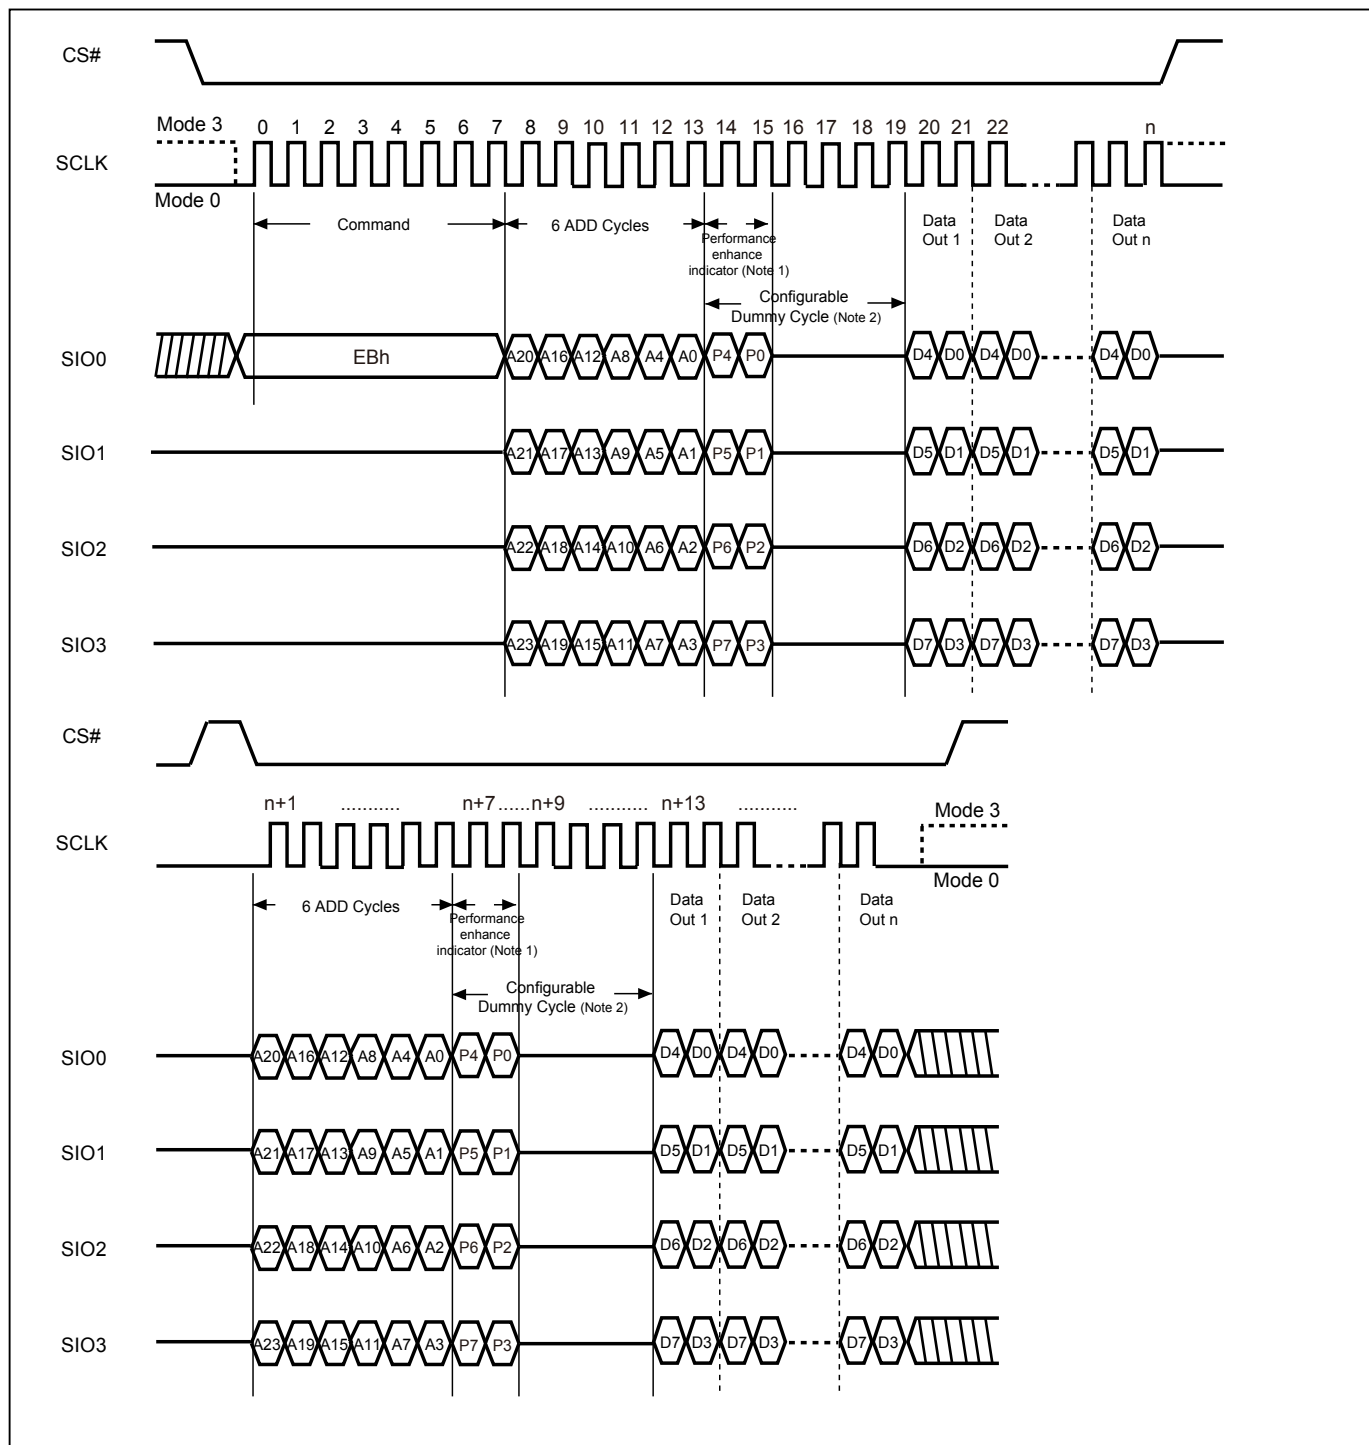 CS#
Mode 3
0 1 2 3 4 5 6 7 8 9 10 11 12 13 14 15 16 17 18 19 20 21 22 n
SCLK
Mode 0
Command
6 ADD Cycles
Performance
enhance
indicator (Note 1)
Data
Out 1
Data
Out 2
Data
Out n
Configurable
Dummy Cycle (Note 2)
SIO0 EBh A20 A16 A12 A8 A4 A0 P4 P0 D4 D0 D4 D0 D4 D0
SIO1 A21 A17 A13 A9 A5 A1 P5 P1 D5 D1 D5 D1 D5 D1
SIO2 A22 A18 A14 A10 A6 A2 P6 P2 D6 D2 D6 D2 D6 D2
SIO3 A23 A19 A15 A11 A7 A3 P7 P3 D7 D3 D7 D3 D7 D3
CS#
n+1 ........... n+7 ......n+9 ........... n+13 ...........
Mode 3
SCLK
Mode 0
6 ADD Cycles
Performance
enhance
indicator (Note 1)
Data
Out 1
Data
Out 2
Data
Out n
Configurable
Dummy Cycle (Note 2)
SIO0 A20 A16 A12 A8 A4 A0 P4 P0 D4 D0 D4 D0 D4 D0
SIO1 A21 A17 A13 A9 A5 A1 P5 P1 D5 D1 D5 D1 D5 D1
SIO2 A22 A18 A14 A10 A6 A2 P6 P2 D6 D2 D6 D2 D6 D2
SIO3 A23 A19 A15 A11 A7 A3 P7 P3 D7 D3 D7 D3 D7 D3